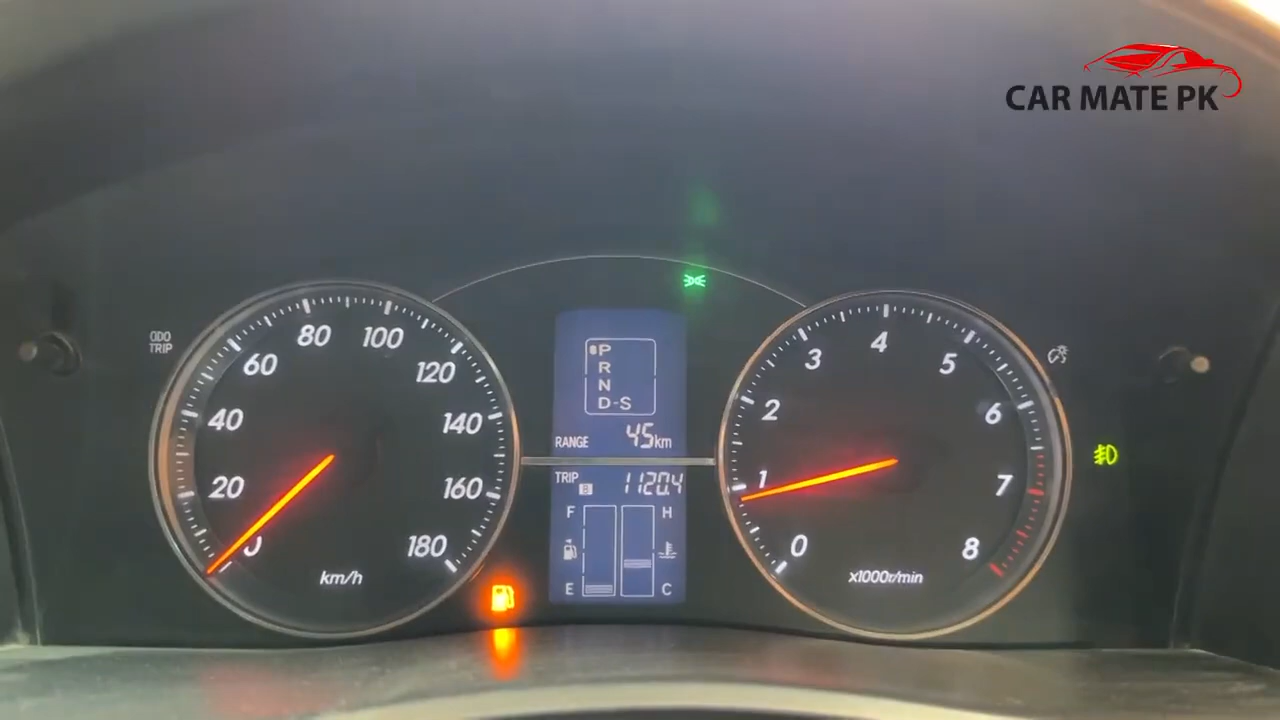 CAR MATE PK
ODO
TRIP
0
20
40
60
80
100
120
140
160
180
km/h
P
R
N
D-S
RANGE 45km
TRIP B 1120.4
F H
E C
0
1
2
3
4
5
6
7
8
x1000r/min